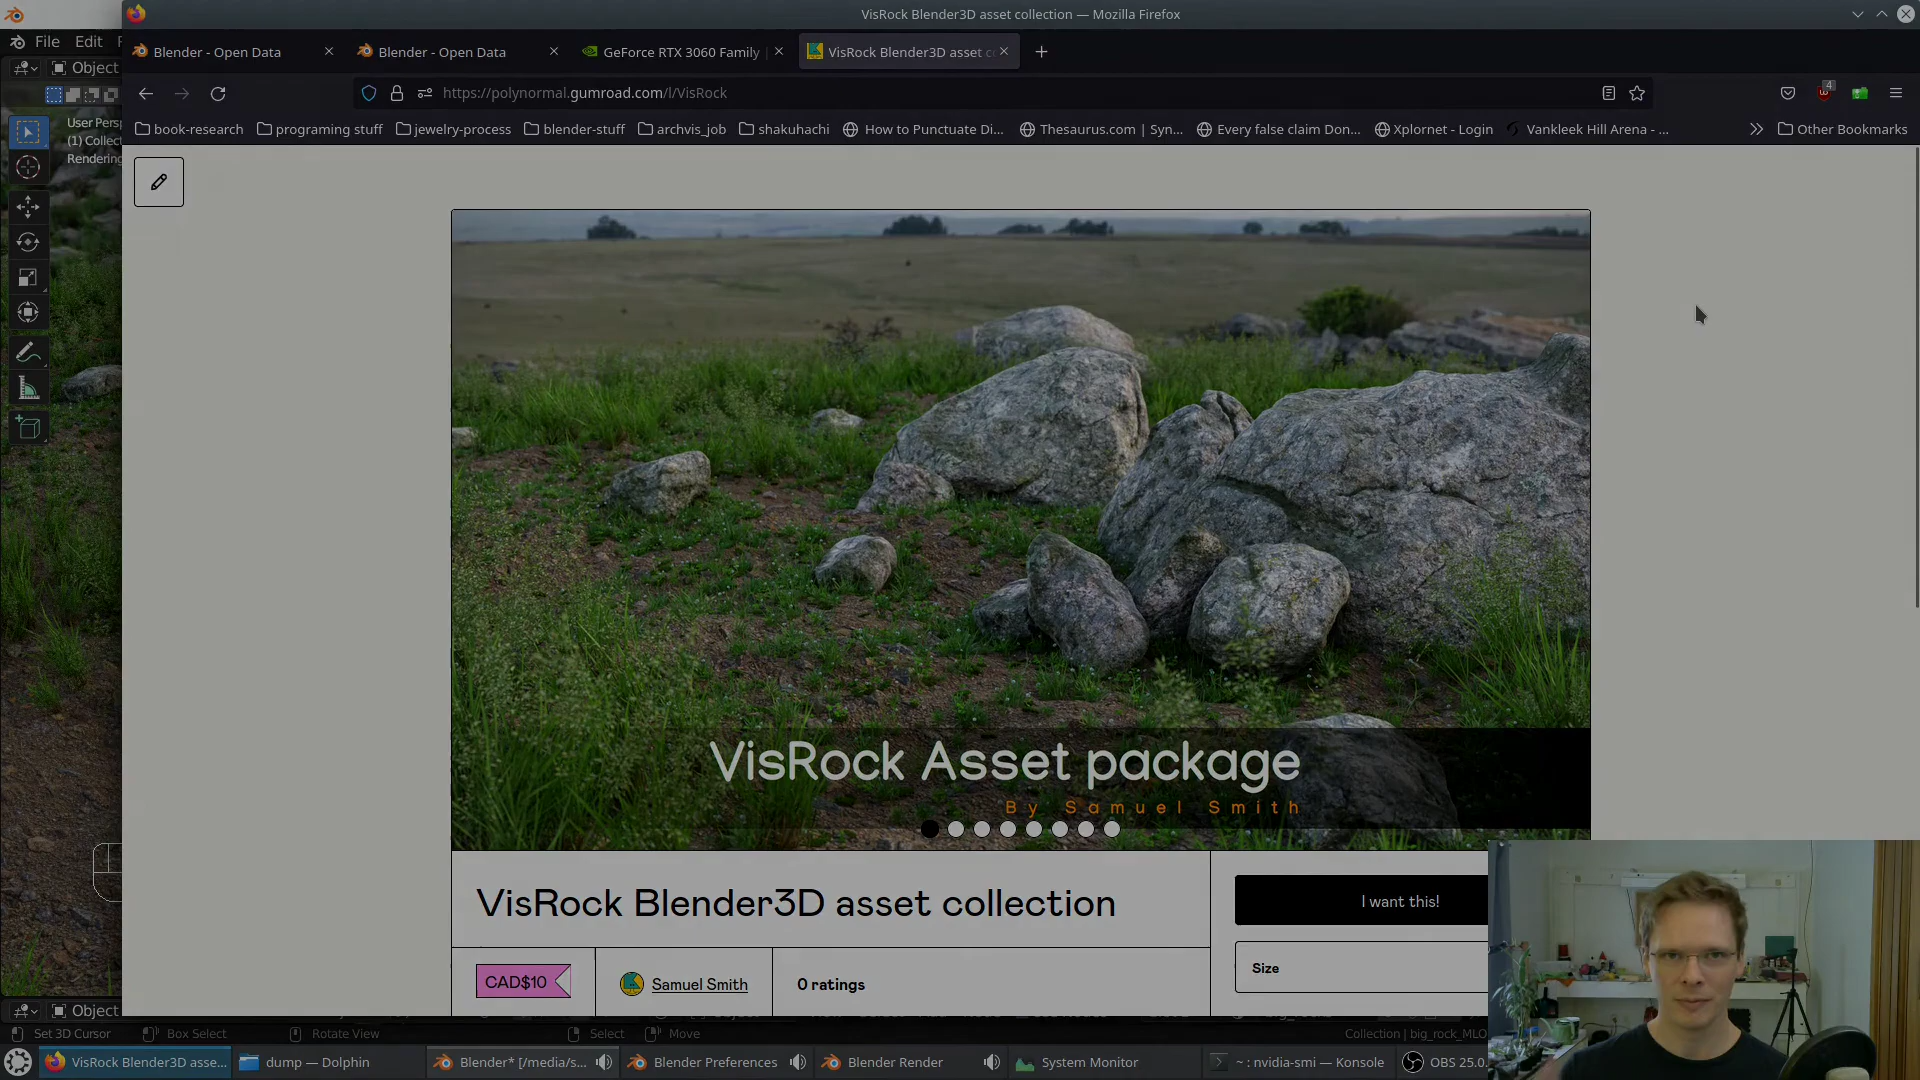 VisRock Blender3D asset collection — Mozilla Firefox
File Edit
Blender - Open Data
Blender - Open Data
GeForce RTX 3060 Family |
VisRock Blender3D asset c
Object
https://polynormal.gumroad.com/l/VisRock
4
User Persp
(1) Collect
Rendering
book-research
programing stuff
jewelry-process
blender-stuff
archvis_job
shakuhachi
How to Punctuate Di...
Thesaurus.com | Syn...
Every false claim Don...
Xplornet - Login
Vankleek Hill Arena - ...
Other Bookmarks
VisRock Asset package
By Samuel Smith
VisRock Blender3D asset collection
I want this!
Size
CAD$10
Samuel Smith
0 ratings
Object
Set 3D Cursor
Box Select
Rotate View
Select
Move
Collection | big_rock_MLO
VisRock Blender3D asse...
dump — Dolphin
Blender* [/media/s...
Blender Preferences
Blender Render
System Monitor
~ : nvidia-smi — Konsole
OBS 25.0.